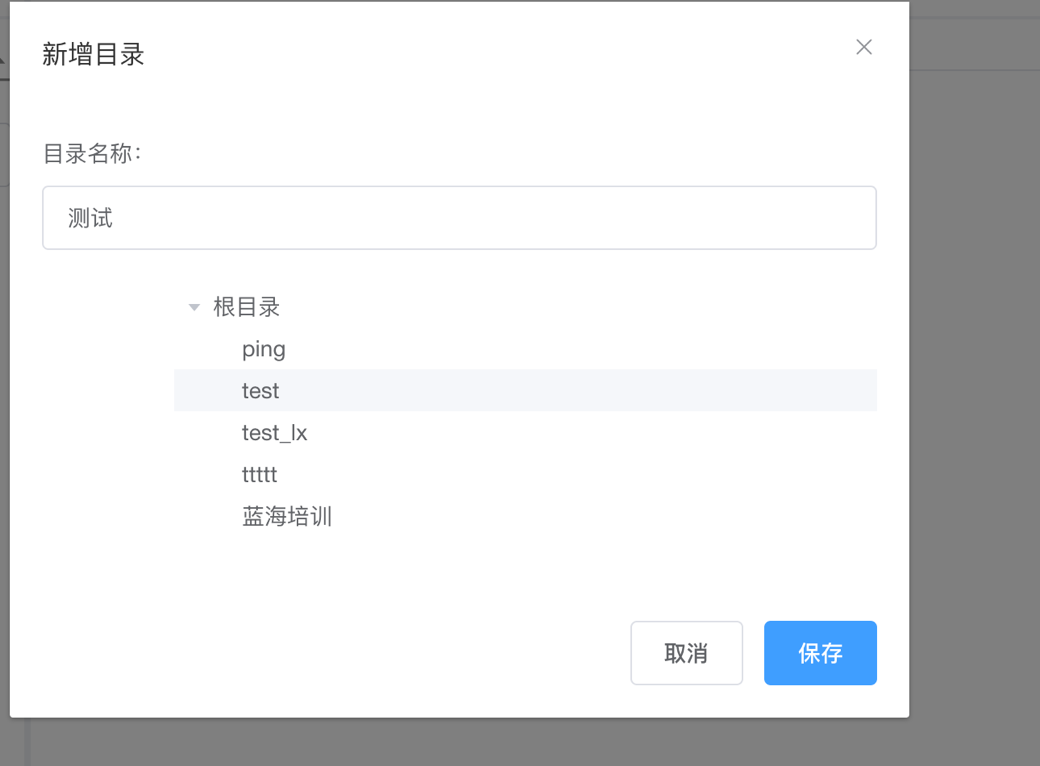 新增目录
目录名称:
测试
根目录
ping
test
test_lx
ttttt
蓝海培训
取消
保存